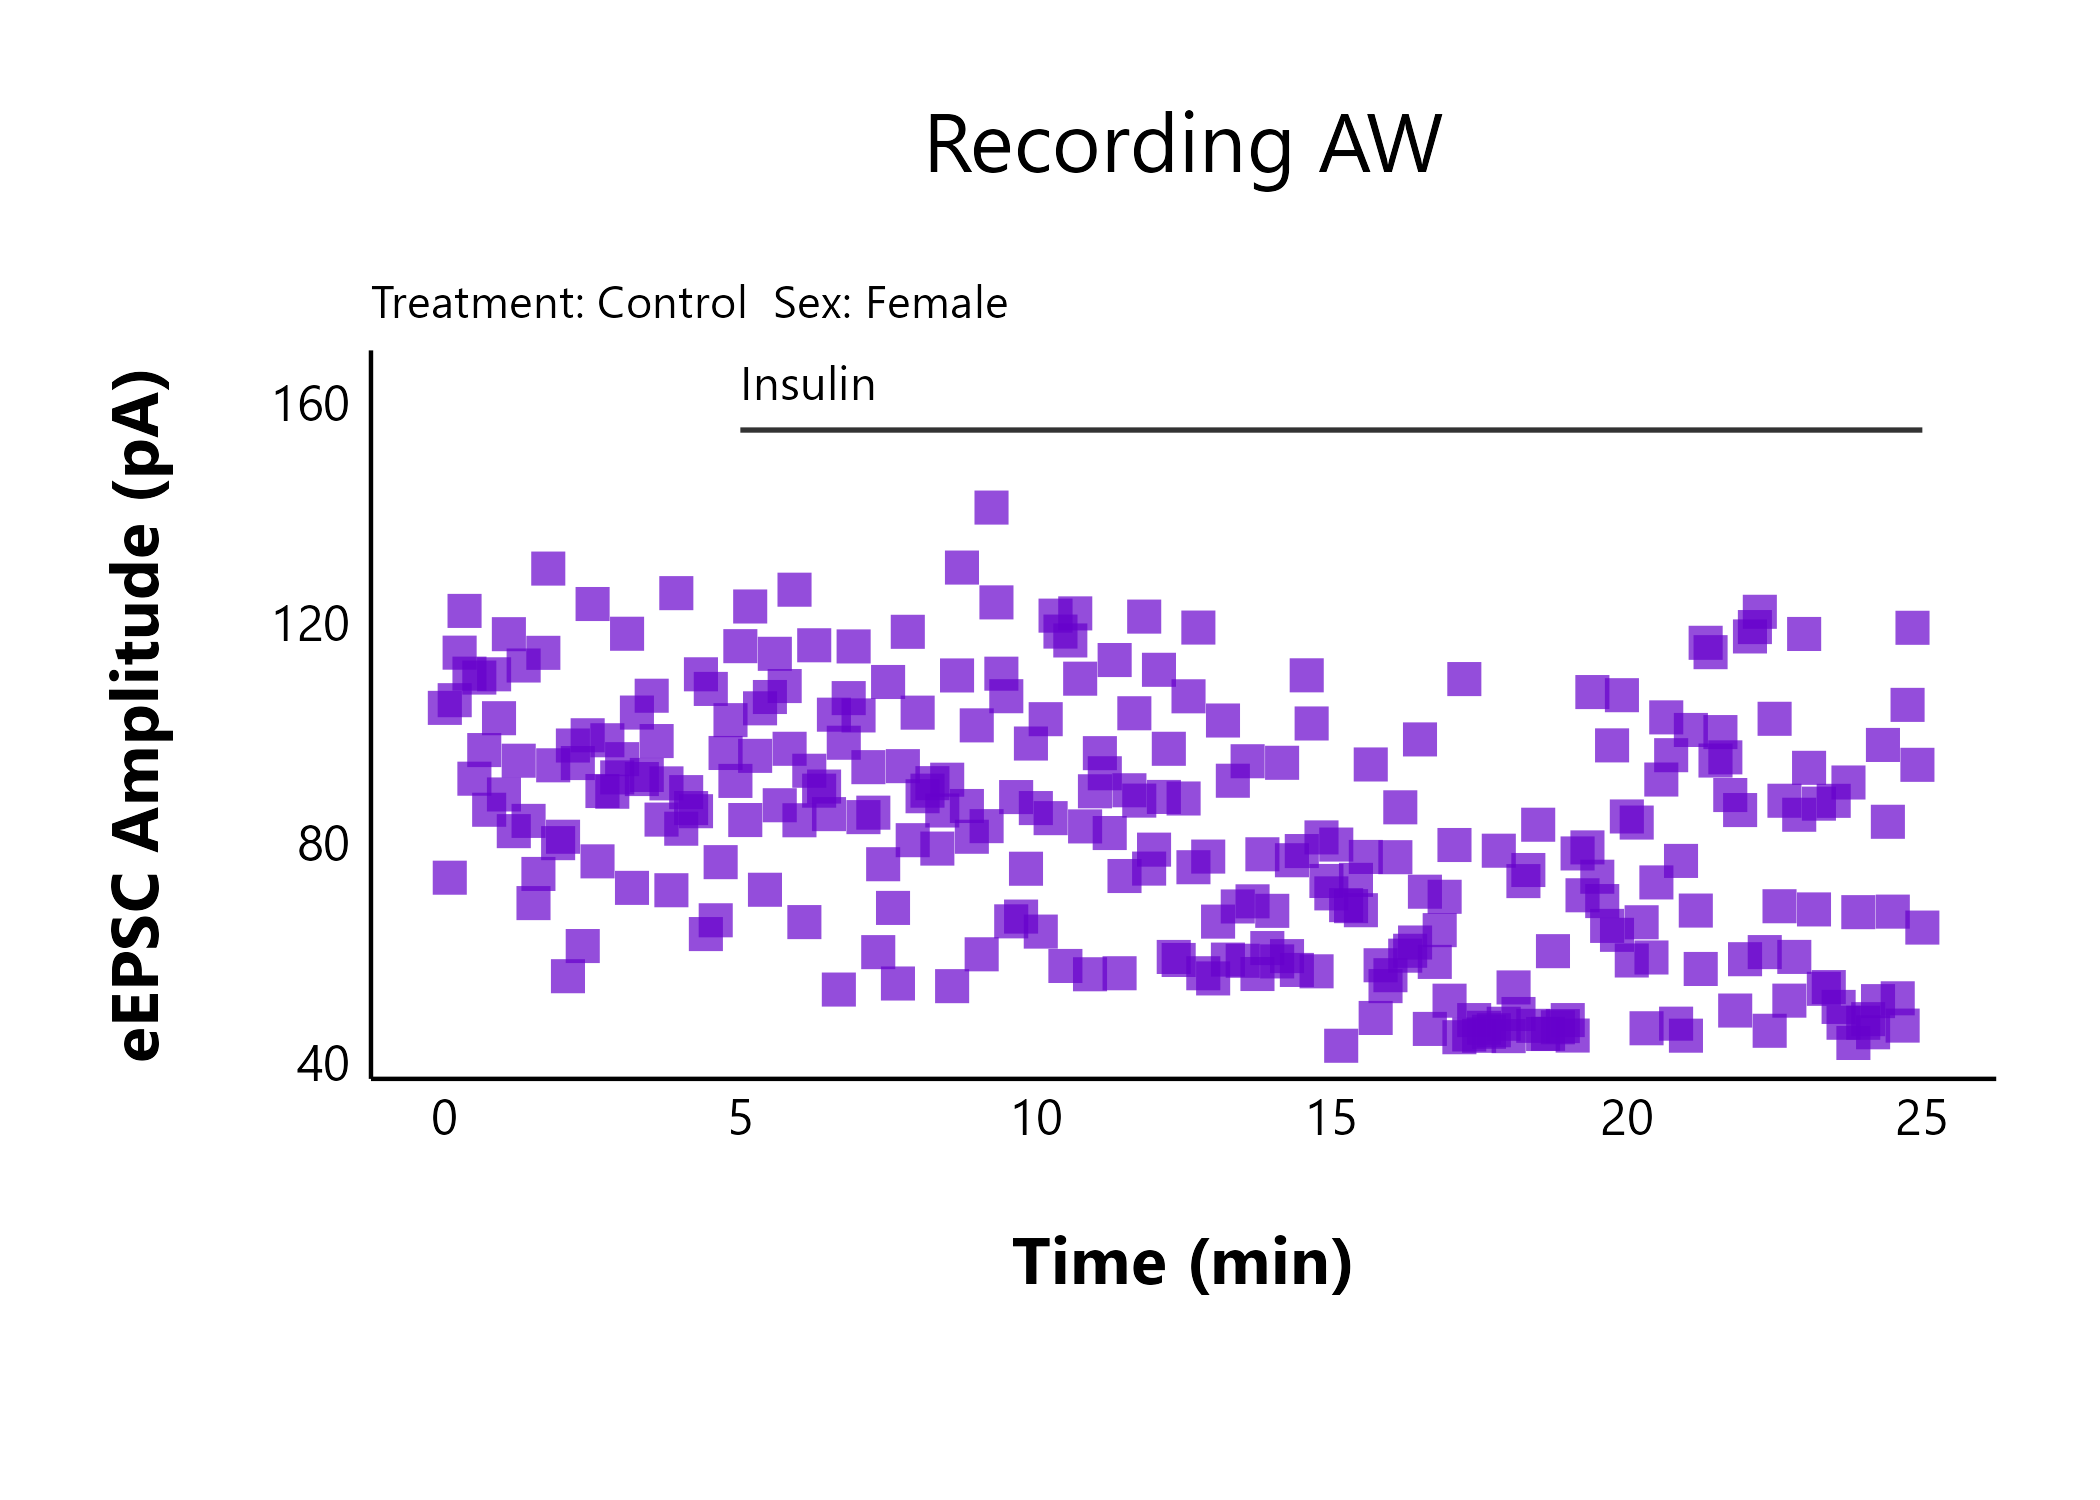 Recording AW
Treatment: Control  Sex: Female
Insulin
eEPSC Amplitude (pA)
160
120
80
40
0 5 10 15 20 25
Time (min)